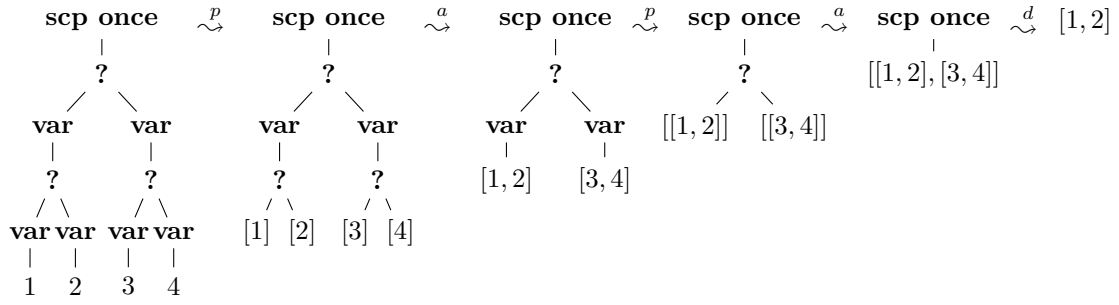 scp once ⇝p scp once ⇝a scp once ⇝p scp once ⇝a scp once ⇝d [1, 2]
? ? ? ? [[1, 2], [3, 4]]
var var var var var var [[1, 2]] [[3, 4]]
? ? ? ? [1, 2] [3, 4]
var var var var [1] [2] [3] [4]
1 2 3 4